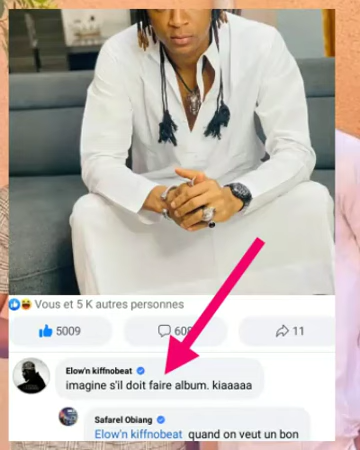 Vous et 5 K autres personnes
5009
11
Elow'n kiffnobeat
imagine s'il doit faire album. kiaaaaa
Safarel Obiang
Elow'n kiffnobeat quand on veut un bon